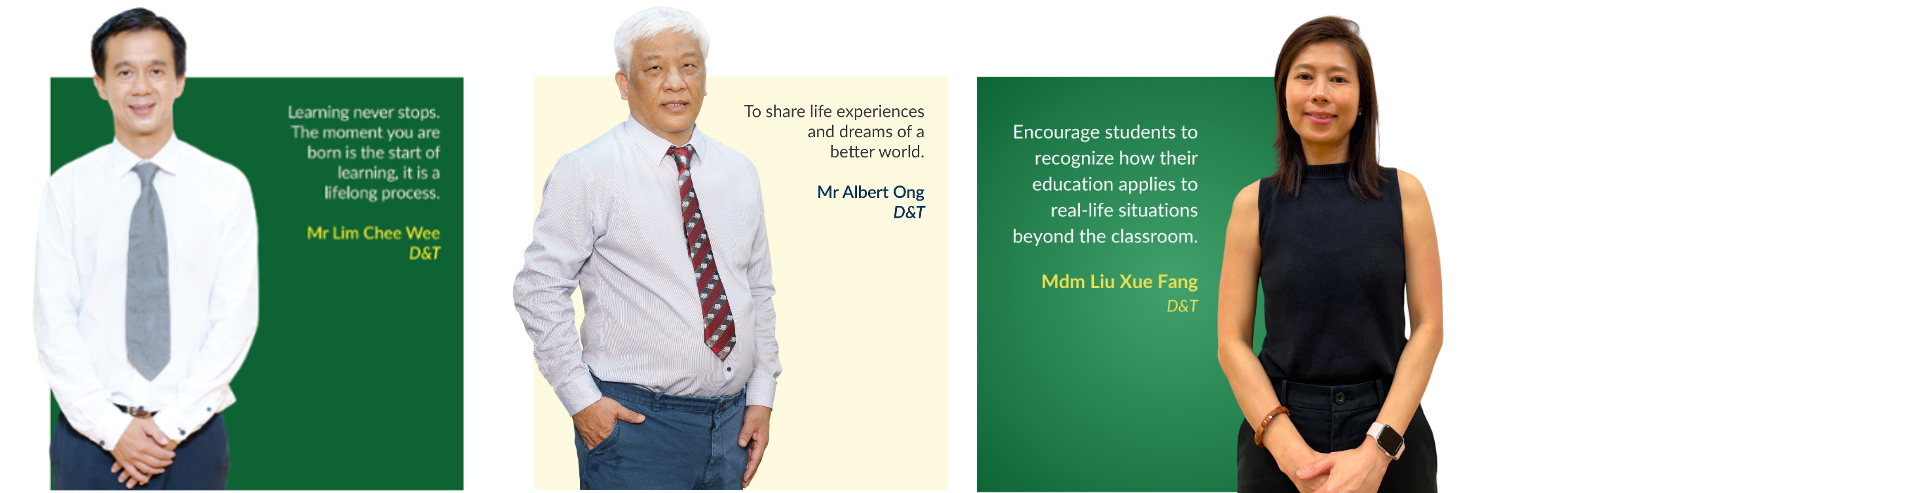 Learning never stops.
The moment you are
born is the start of
learning, it is a
lifelong process.
Mr Lim Chee Wee
D&T
To share life experiences
and dreams of a
better world.
Mr Albert Ong
D&T
Encourage students to
recognize how their
education applies to
real-life situations
beyond the classroom.
Mdm Liu Xue Fang
D&T